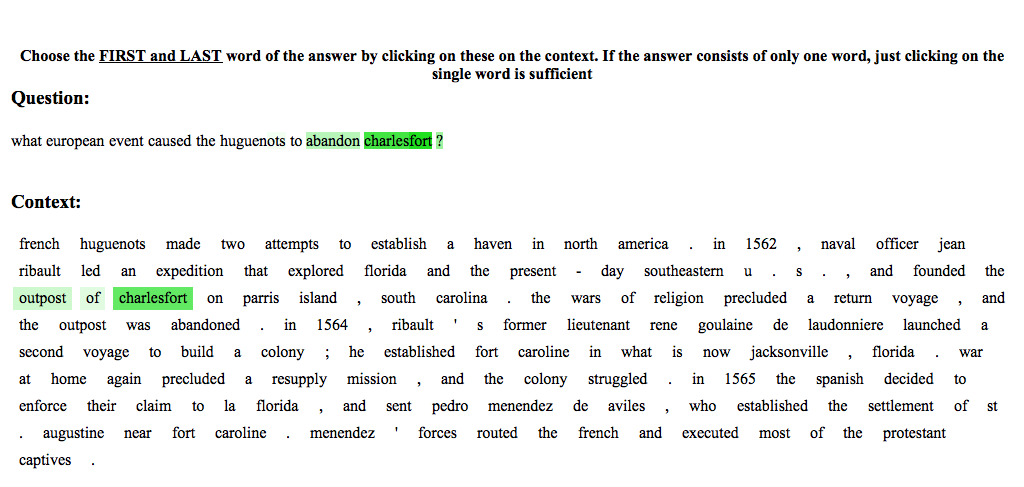 Choose the FIRST and LAST word of the answer by clicking on these on the context. If the answer consists of only one word, just clicking on the
single word is sufficient
Question:
what european event caused the huguenots to abandon charlesfort ?
Context:
french huguenots made two attempts to establish a haven in north america . in 1562 , naval officer jean
ribault led an expedition that explored florida and the present - day southeastern u . s . , and founded the
outpost of charlesfort on parris island , south carolina . the wars of religion precluded a return voyage , and
the outpost was abandoned . in 1564 , ribault ' s former lieutenant rene goulaine de laudonniere launched a
second voyage to build a colony ; he established fort caroline in what is now jacksonville , florida . war
at home again precluded a resupply mission , and the colony struggled . in 1565 the spanish decided to
enforce their claim to la florida , and sent pedro menendez de aviles , who established the settlement of st
. augustine near fort caroline . menendez ' forces routed the french and executed most of the protestant
captives .